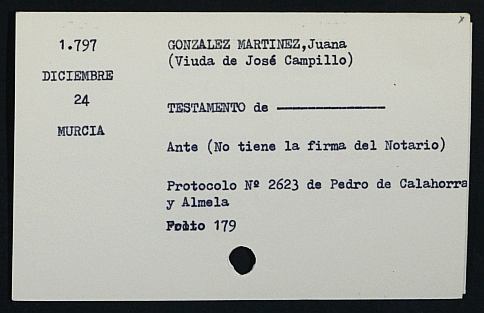 1.797
DICIEMBRE
24
MURCIA
GONZALEZ MARTINEZ,Juana
(Viuda de José Campillo)
TESTAMENTO de
Ante (No tiene la firma del Notario)
Protocolo Nº 2623 de Pedro de Calahorra
y Almela
Folio 179